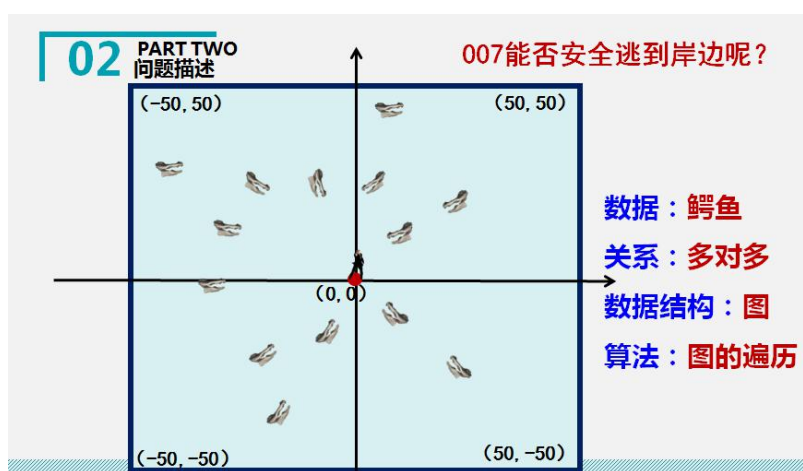 02
PART TWO
问题描述
007能否安全逃到岸边呢?
(-50,50)
(50,50)
数据：鳄鱼
关系：多对多
(0,0)
数据结构：图
算法：图的遍历
(-50,-50)
(50,-50)